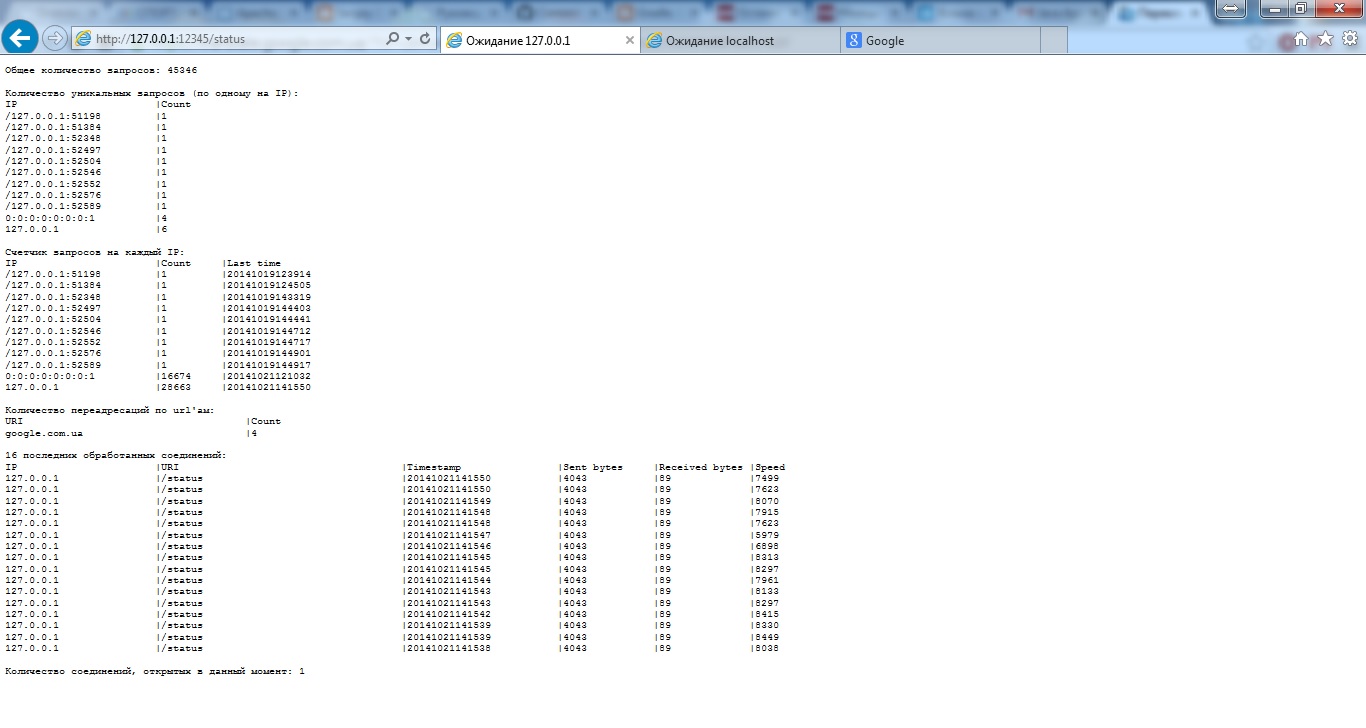 http://127.0.0.1:12345/status
Ожидание 127.0.0.1
Ожидание localhost
Google
Общее количество запросов: 45346
Количество уникальных запросов (по одному на IP):
IP |Count
/127.0.0.1:51198 |1
/127.0.0.1:51384 |1
/127.0.0.1:52348 |1
/127.0.0.1:52497 |1
/127.0.0.1:52504 |1
/127.0.0.1:52546 |1
/127.0.0.1:52552 |1
/127.0.0.1:52576 |1
/127.0.0.1:52589 |1
0:0:0:0:0:0:0:1 |4
127.0.0.1 |6
Счетчик запросов на каждый IP:
IP |Count |Last time
/127.0.0.1:51198 |1 |20141019123914
/127.0.0.1:51384 |1 |20141019124505
/127.0.0.1:52348 |1 |20141019143319
/127.0.0.1:52497 |1 |20141019144403
/127.0.0.1:52504 |1 |20141019144441
/127.0.0.1:52546 |1 |20141019144712
/127.0.0.1:52552 |1 |20141019144717
/127.0.0.1:52576 |1 |20141019144901
/127.0.0.1:52589 |1 |20141019144917
0:0:0:0:0:0:0:1 |16674 |20141021121032
127.0.0.1 |28663 |20141021141550
Количество переадресаций по url'ам:
URI |Count
google.com.ua |4
16 последних обработанных соединений:
IP |URI |Timestamp |Sent bytes |Received bytes |Speed
127.0.0.1 |/status |20141021141550 |4043 |89 |7499
127.0.0.1 |/status |20141021141550 |4043 |89 |7623
127.0.0.1 |/status |20141021141549 |4043 |89 |8070
127.0.0.1 |/status |20141021141548 |4043 |89 |7915
127.0.0.1 |/status |20141021141548 |4043 |89 |7623
127.0.0.1 |/status |20141021141547 |4043 |89 |5979
127.0.0.1 |/status |20141021141546 |4043 |89 |6898
127.0.0.1 |/status |20141021141545 |4043 |89 |8313
127.0.0.1 |/status |20141021141545 |4043 |89 |8297
127.0.0.1 |/status |20141021141544 |4043 |89 |7961
127.0.0.1 |/status |20141021141543 |4043 |89 |8133
127.0.0.1 |/status |20141021141543 |4043 |89 |8297
127.0.0.1 |/status |20141021141542 |4043 |89 |8415
127.0.0.1 |/status |20141021141539 |4043 |89 |8330
127.0.0.1 |/status |20141021141539 |4043 |89 |8449
127.0.0.1 |/status |20141021141538 |4043 |89 |8038
Количество соединений, открытых в данный момент: 1